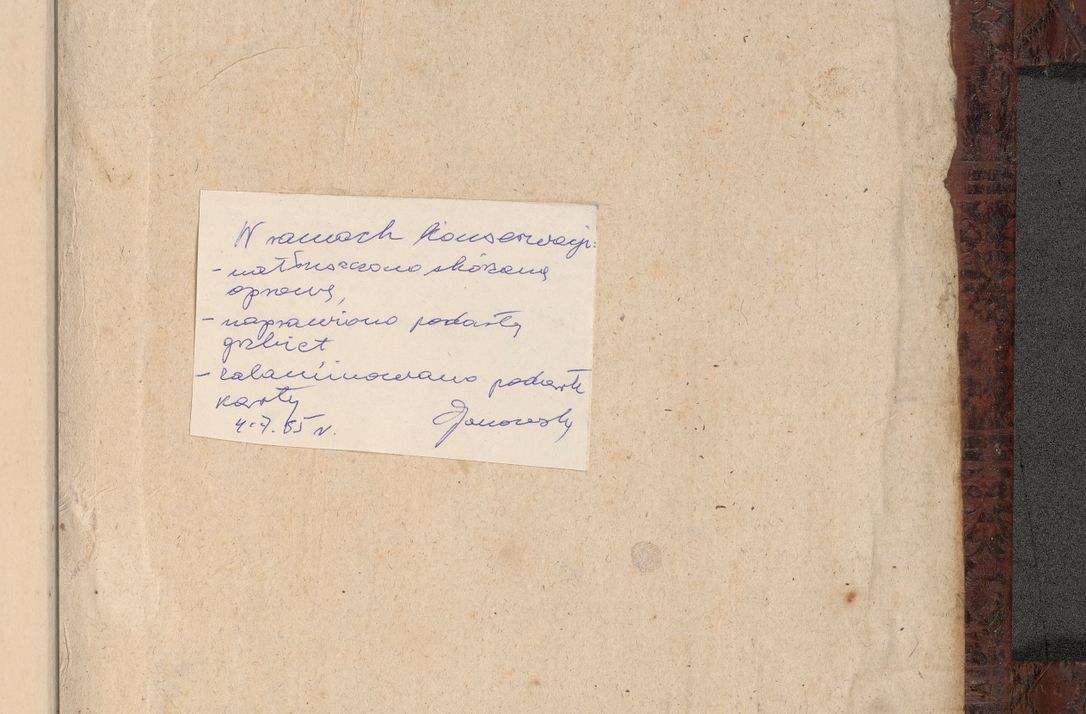 W ramach konserwacji:
- natłuszczono skórzaną
oprawę,
- naprawiono podarty
grzbiet
- zalaminowano podarte
karty
4.7.85 r.